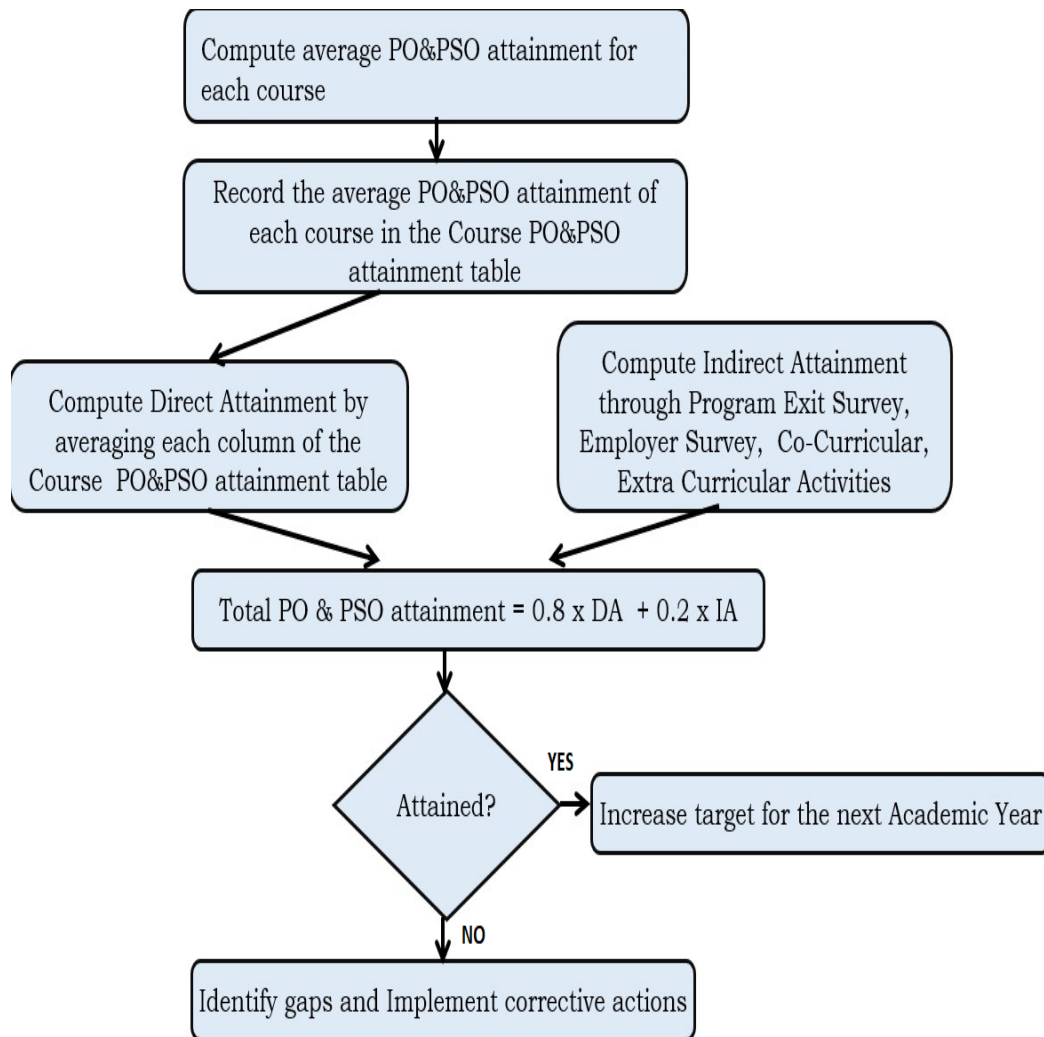 Compute average PO&PSO attainment for
each course
Record the average PO&PSO attainment of
each course in the Course PO&PSO
attainment table
Compute Direct Attainment by
averaging each column of the
Course PO&PSO attainment table
Compute Indirect Attainment
through Program Exit Survey,
Employer Survey, Co-Curricular,
Extra Curricular Activities
Total PO & PSO attainment = 0.8 x DA + 0.2 x IA
Attained?
YES
Increase target for the next Academic Year
NO
Identify gaps and Implement corrective actions